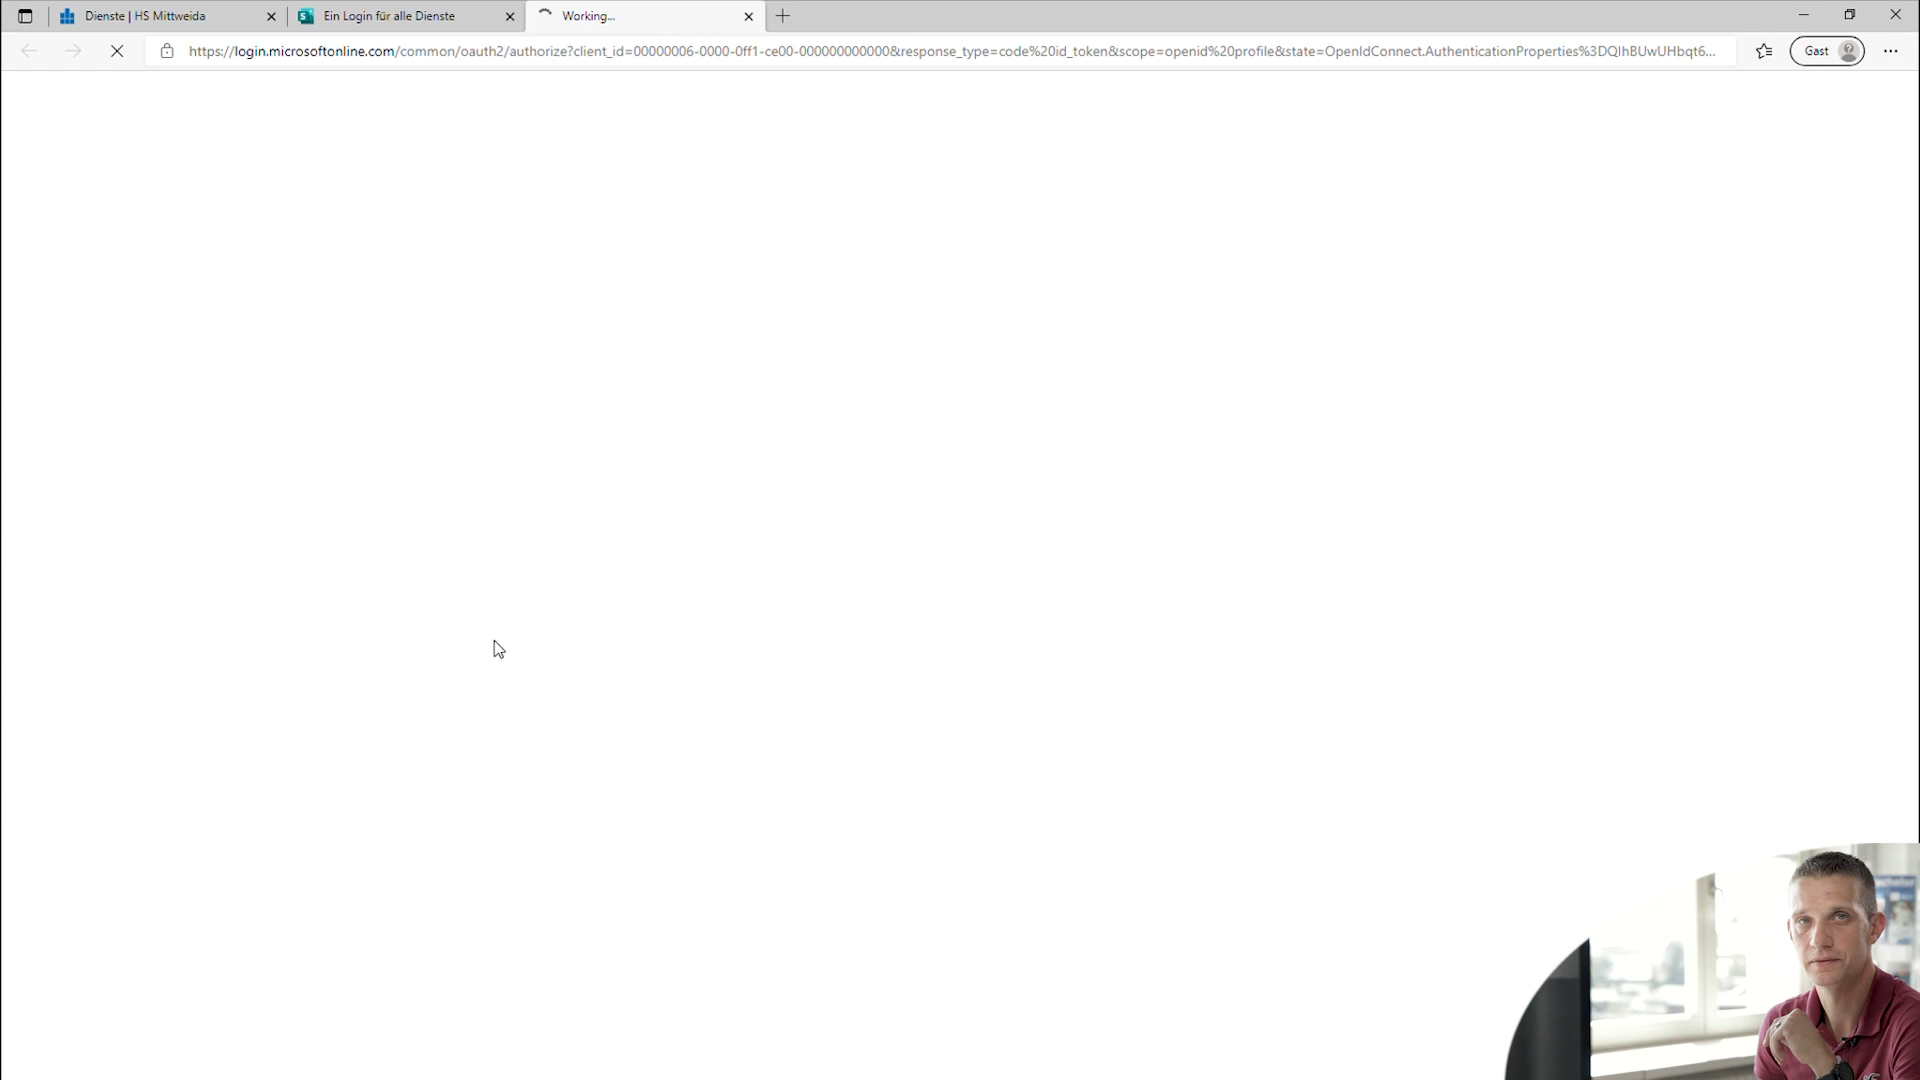 Dienste | HS Mittweida
Ein Login für alle Dienste
Working...
https://login.microsoftonline.com/common/oauth2/authorize?client_id=00000006-0000-0ff1-ce00-000000000000&response_type=code%20id_token&scope=openid%20profile&state=OpenIdConnect.AuthenticationProperties%3DQIhBUwUHbqt6...
Gast